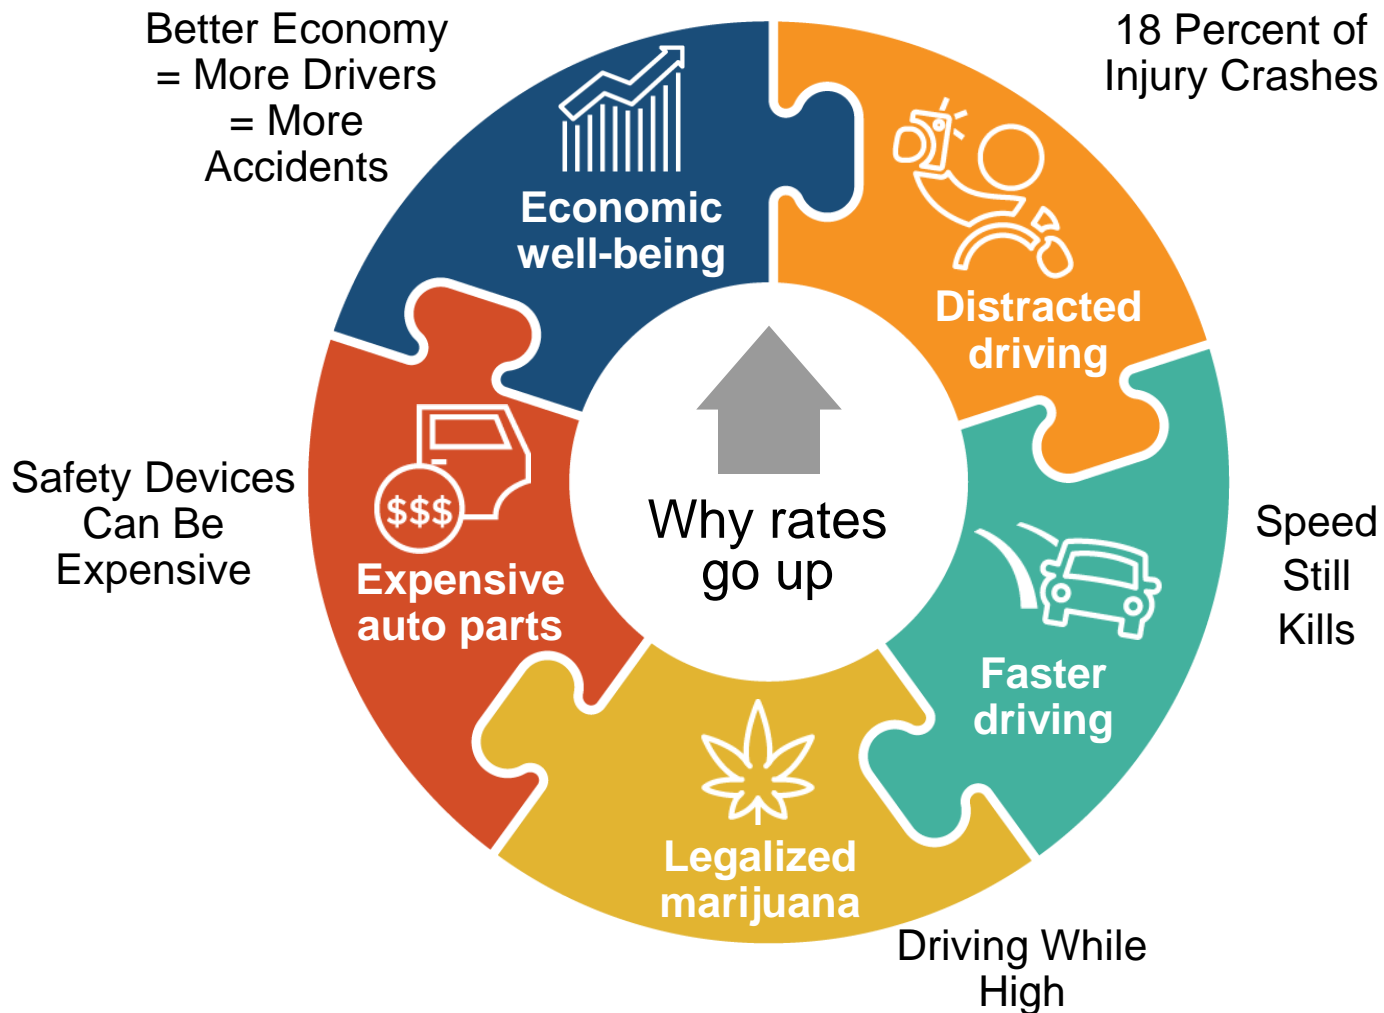 Better Economy
= More Drivers
= More
Accidents
18 Percent of
Injury Crashes
Economic
well-being
Distracted
driving
Safety Devices
Can Be
Expensive
$$$
Expensive
auto parts
Why rates
go up
Speed
Still
Kills
Faster
driving
Legalized
marijuana
Driving While
High